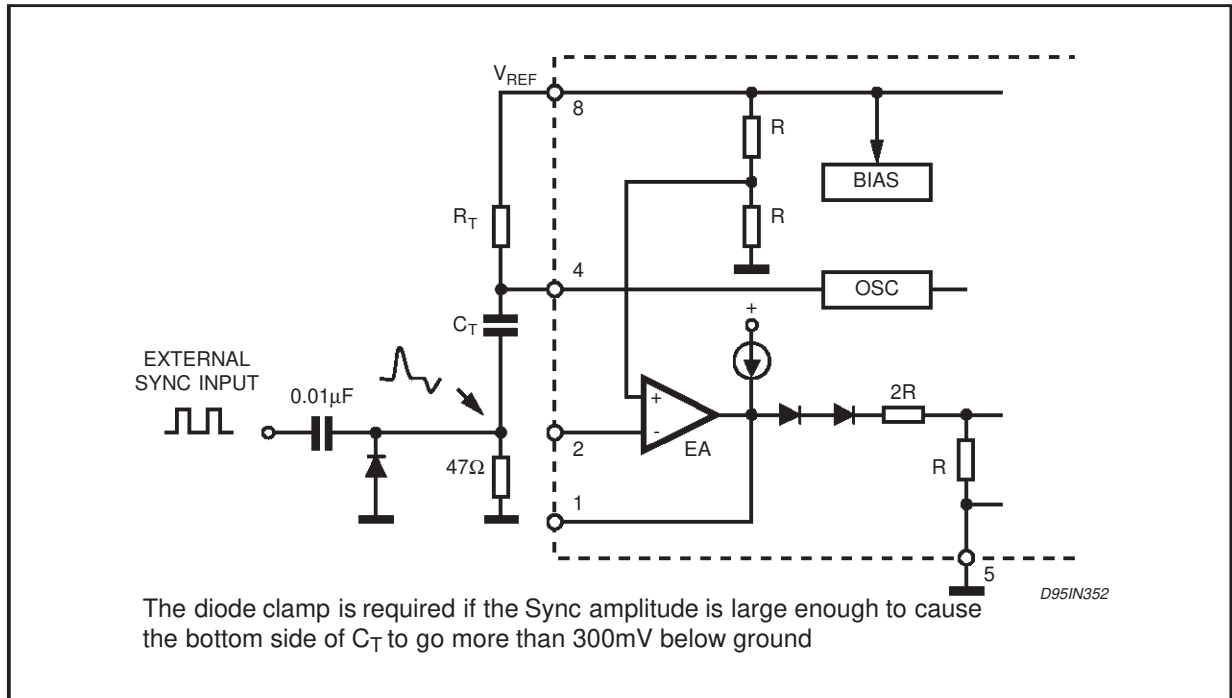 V_REF
8
R
BIAS
R_T
R
4
OSC
C_T
+
EXTERNAL
SYNC INPUT
0.01µF
2R
+
-
EA
2
47Ω
R
1
5
D95IN352
The diode clamp is required if the Sync amplitude is large enough to cause
the bottom side of C_T to go more than 300mV below ground